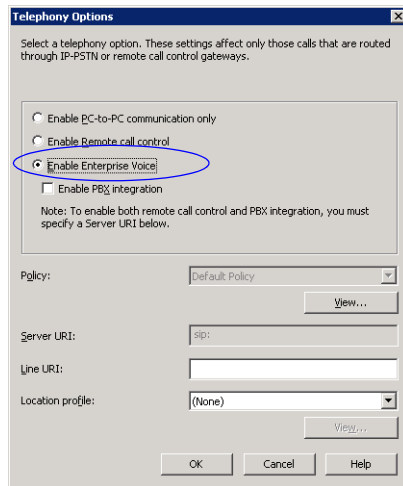 Telephony Options
Select a telephony option. These settings affect only those calls that are routed
through IP-PSTN or remote call control gateways.
Enable PC-to-PC communication only
Enable Remote call control
Enable Enterprise Voice
Enable PBX integration
Note: To enable both remote call control and PBX integration, you must
specify a Server URI below.
Policy:
Default Policy
View...
Server URI:
sip:
Line URI:
Location profile:
(None)
View...
OK
Cancel
Help